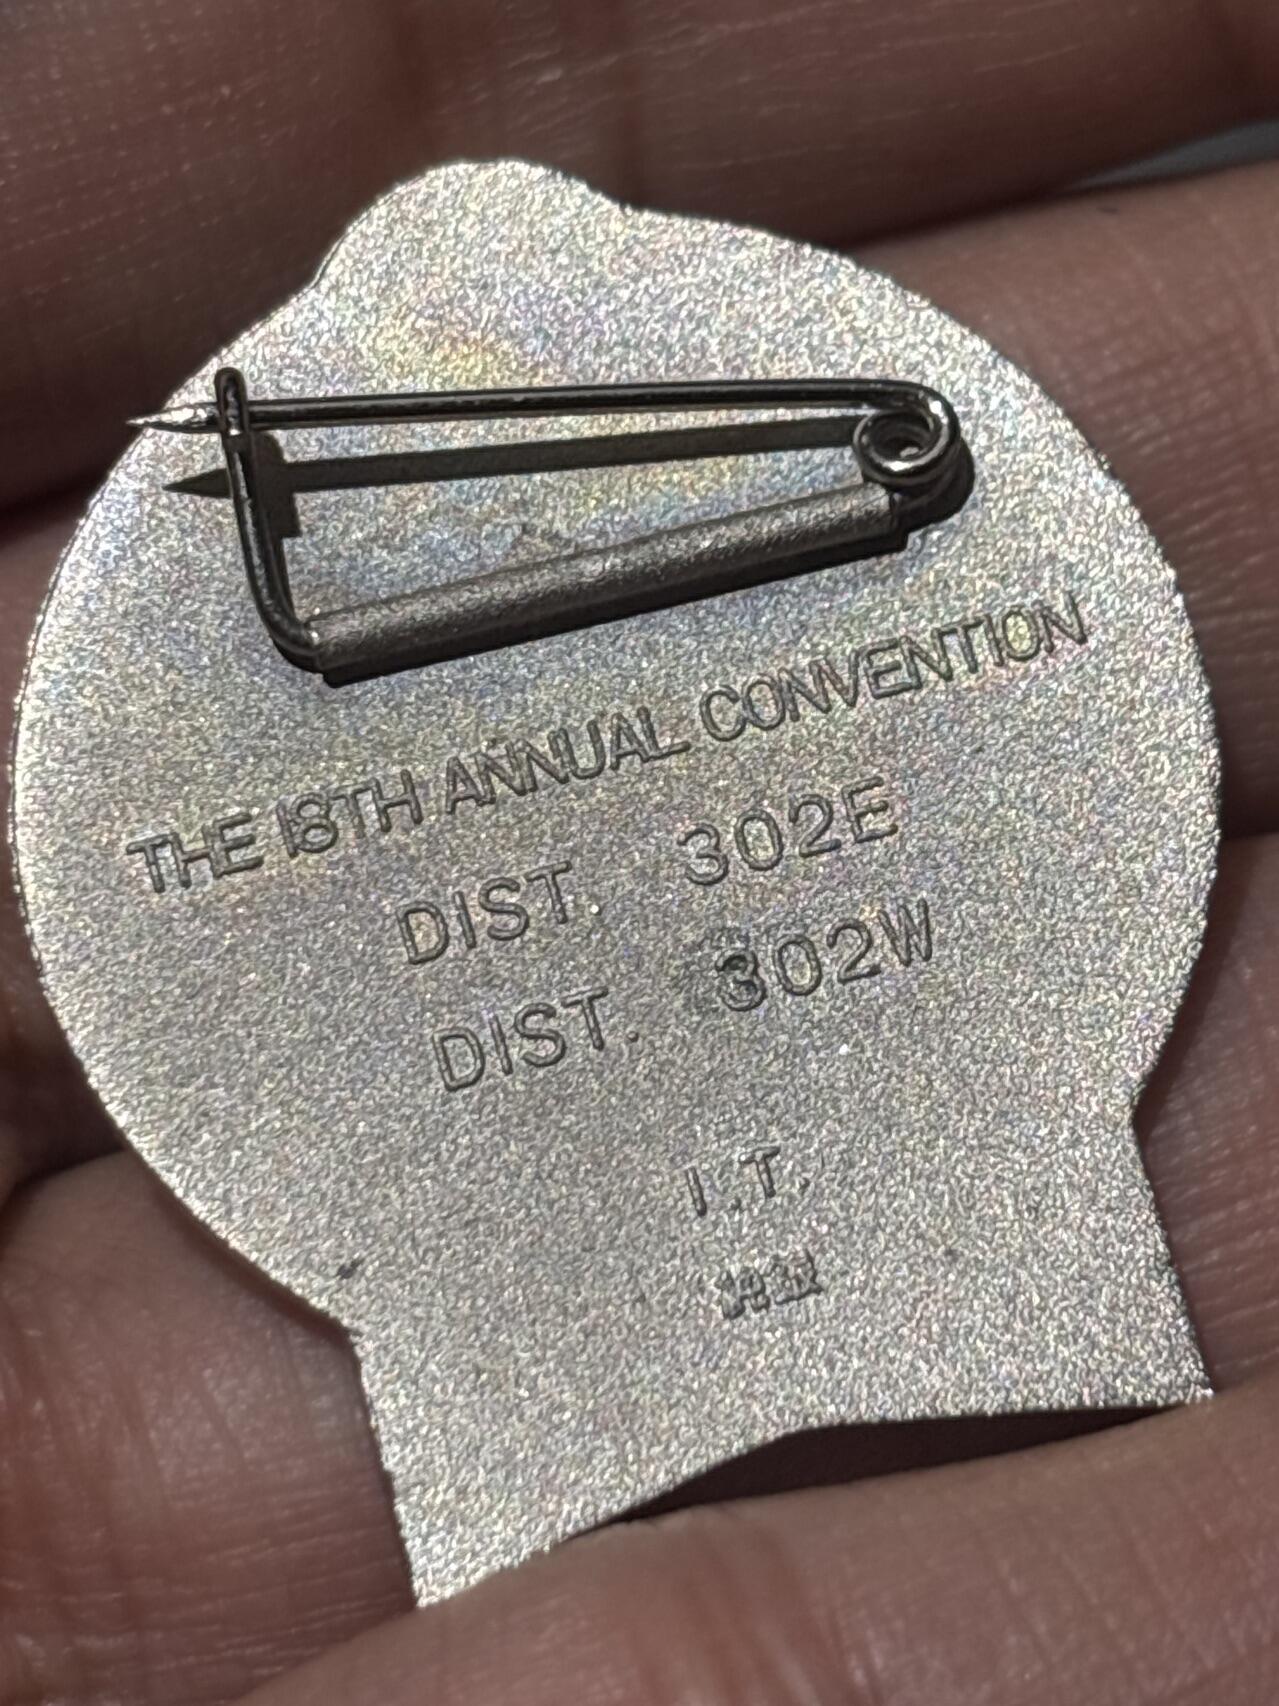 THE 18TH ANNUAL CONVENTION
DIST. 302E
DIST. 302W
I.T.